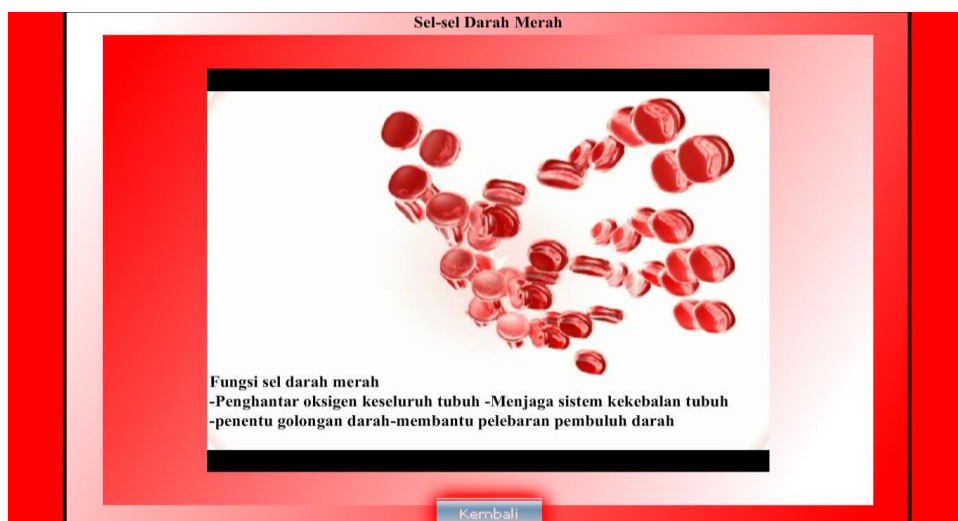 Sel-sel Darah Merah
Fungsi sel darah merah
-Penghantar oksigen keseluruh tubuh -Menjaga sistem kekebalan tubuh
-penentu golongan darah-membantu pelebaran pembuluh darah
Kembali